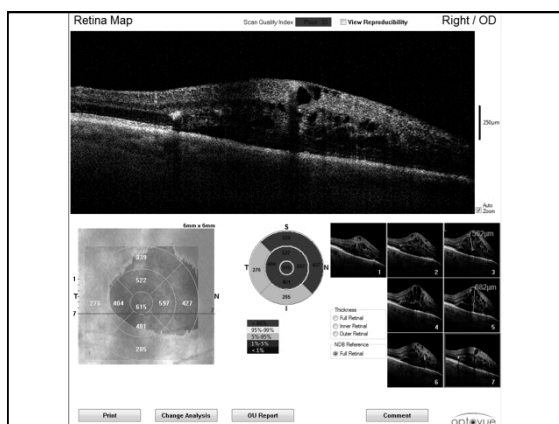 Retina Map
Scan Quality Index
View Reproducibility
Right / OD
250µm
Auto
Zoom
6mm x 6mm
339
522
276 404 615 597 427
481
285
1
T
7
N
S
T
N
I
276
285
95%-99%
5%-95%
1%-5%
< 1%
Thickness
Full Retinal
Inner Retinal
Outer Retinal
NDB Reference
Full Retinal
1
2
3
4
682µm
5
6
7
Print
Change Analysis
OU Report
Comment
optovue